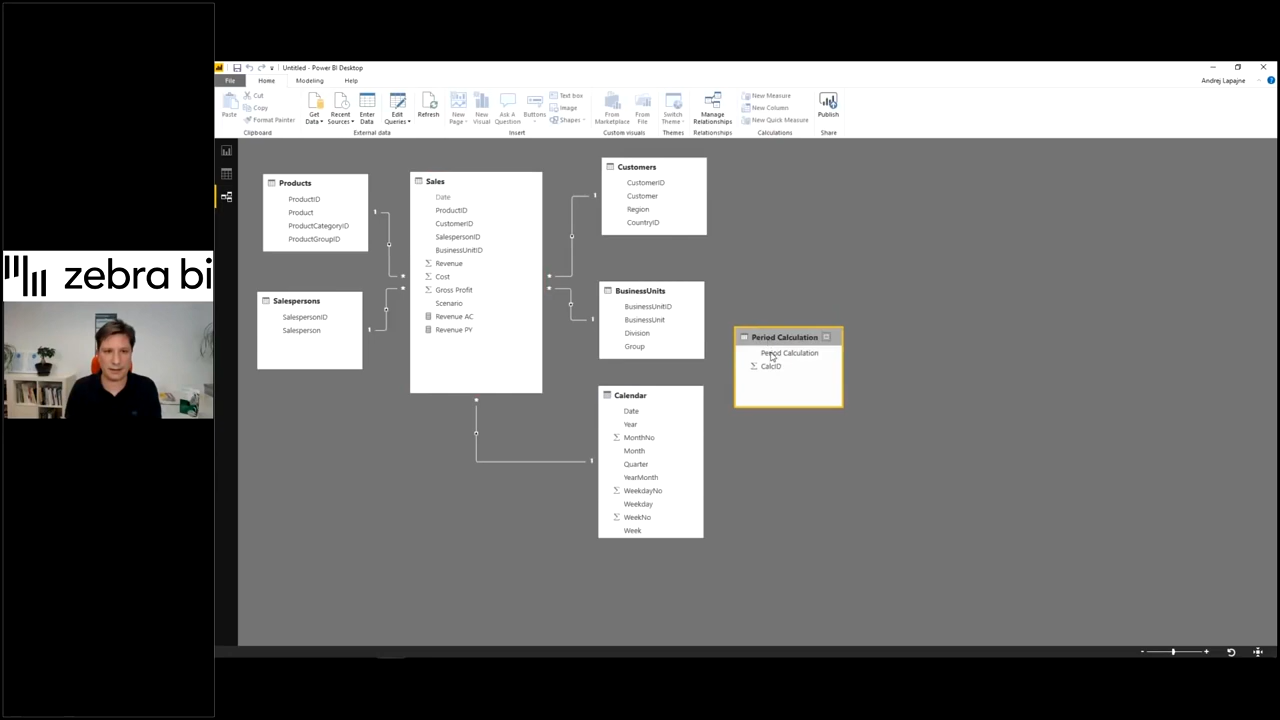 Untitled - Power BI Desktop
File
Home
Modeling
Help
Andrej Lapajne
Paste
Cut
Copy
Format Painter
Clipboard
Get Data
Recent Sources
Enter Data
Edit Queries
External data
Refresh
New Page
New Visual
Ask A Question
Buttons
Text box
Image
Shapes
Insert
From Marketplace
From File
Custom visuals
Switch Theme
Themes
Manage Relationships
Relationships
New Measure
New Column
New Quick Measure
Calculations
Publish
Share
Products
ProductID
Product
ProductCategoryID
ProductGroupID
Salespersons
SalespersonID
Salesperson
Sales
Date
ProductID
CustomerID
SalespersonID
BusinessUnitID
Revenue
Cost
Gross Profit
Scenario
Revenue AC
Revenue PY
Customers
CustomerID
Customer
Region
CountryID
BusinessUnits
BusinessUnitID
BusinessUnit
Division
Group
Calendar
Date
Year
MonthNo
Month
Quarter
YearMonth
WeekdayNo
Weekday
WeekNo
Week
Period Calculation
Period Calculation
CalcID
1
1
1
1
1
zebra bi